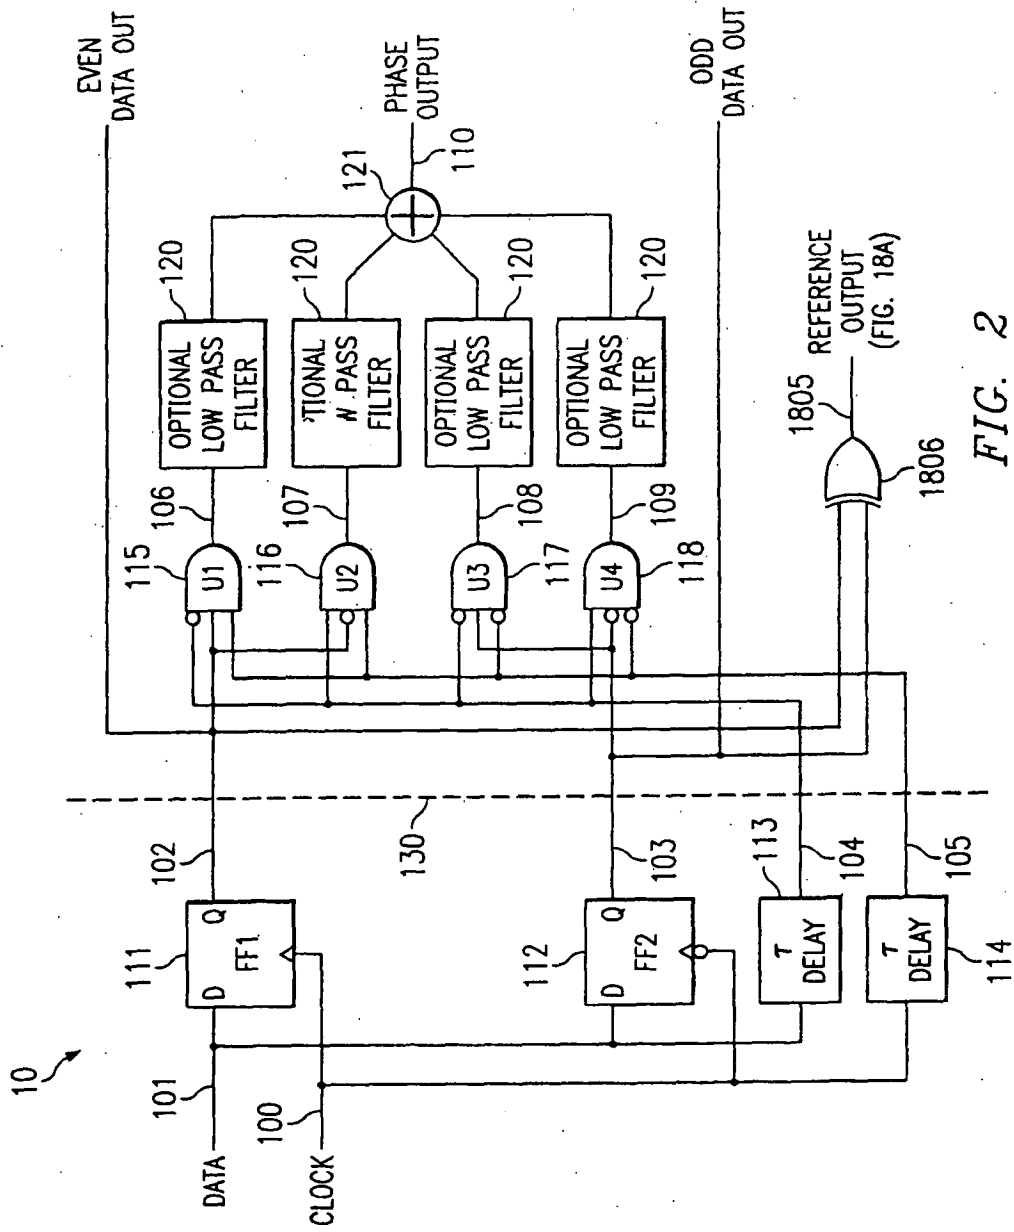 10
DATA
101
CLOCK
100
111
D
Q
FF1
102
112
D
Q
FF2
103
113
τ
DELAY
104
τ
DELAY
114
105
130
EVEN
DATA OUT
115
U1
106
116
U2
107
U3
117
108
U4
118
109
120
OPTIONAL
LOW PASS
FILTER
120
FILTER
120
OPTIONAL
LOW PASS
FILTER
120
OPTIONAL
LOW PASS
FILTER
121
110
PHASE
OUTPUT
ODD
DATA OUT
1805
1806
REFERENCE
OUTPUT
(FIG. 18A)
FIG. 2